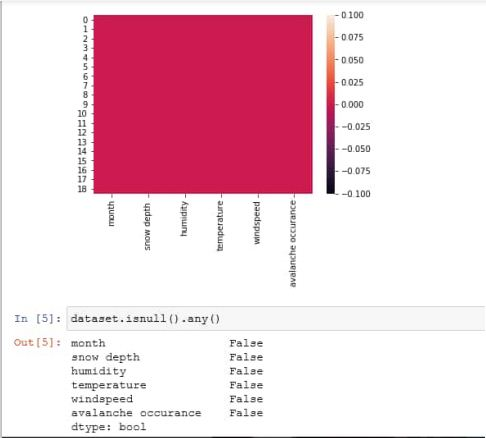 0
1
2
3
4
5
6
7
8
9
10
11
12
13
14
15
16
17
18
0.100
0.075
0.050
0.025
0.000
−0.025
−0.050
−0.075
−0.100
month
snow depth
humidity
temperature
windspeed
avalanche occurance
In [5]: dataset.isnull().any()
Out[5]: month False
snow depth False
humidity False
temperature False
windspeed False
avalanche occurance False
dtype: bool